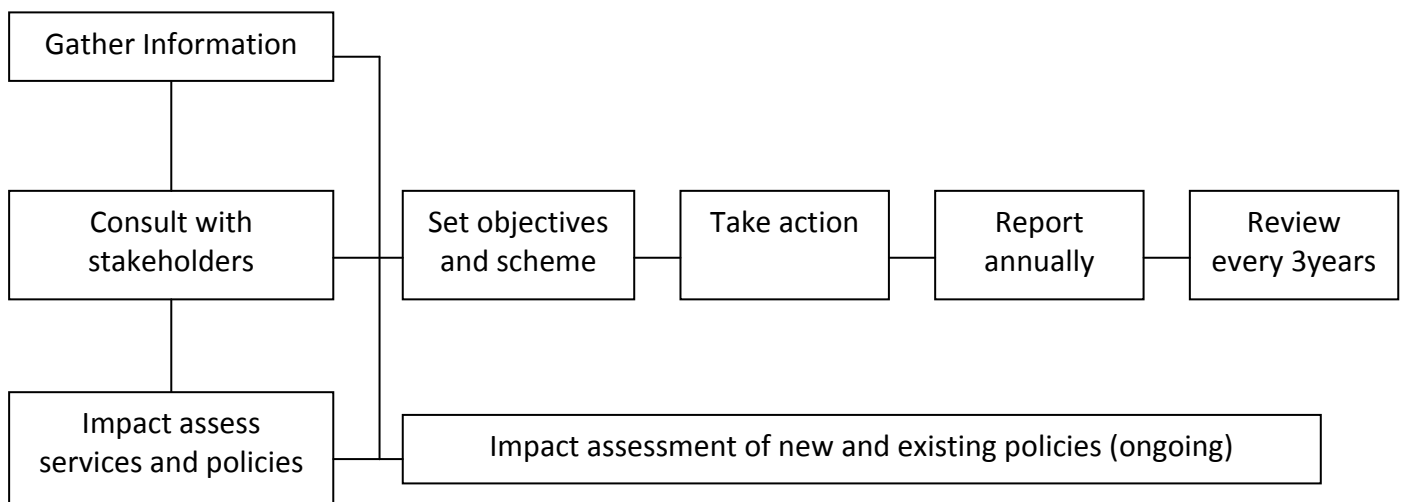 Gather Information
Consult with
stakeholders
Set objectives
and scheme
Take action
Report
annually
Review
every 3years
Impact assess
services and policies
Impact assessment of new and existing policies (ongoing)